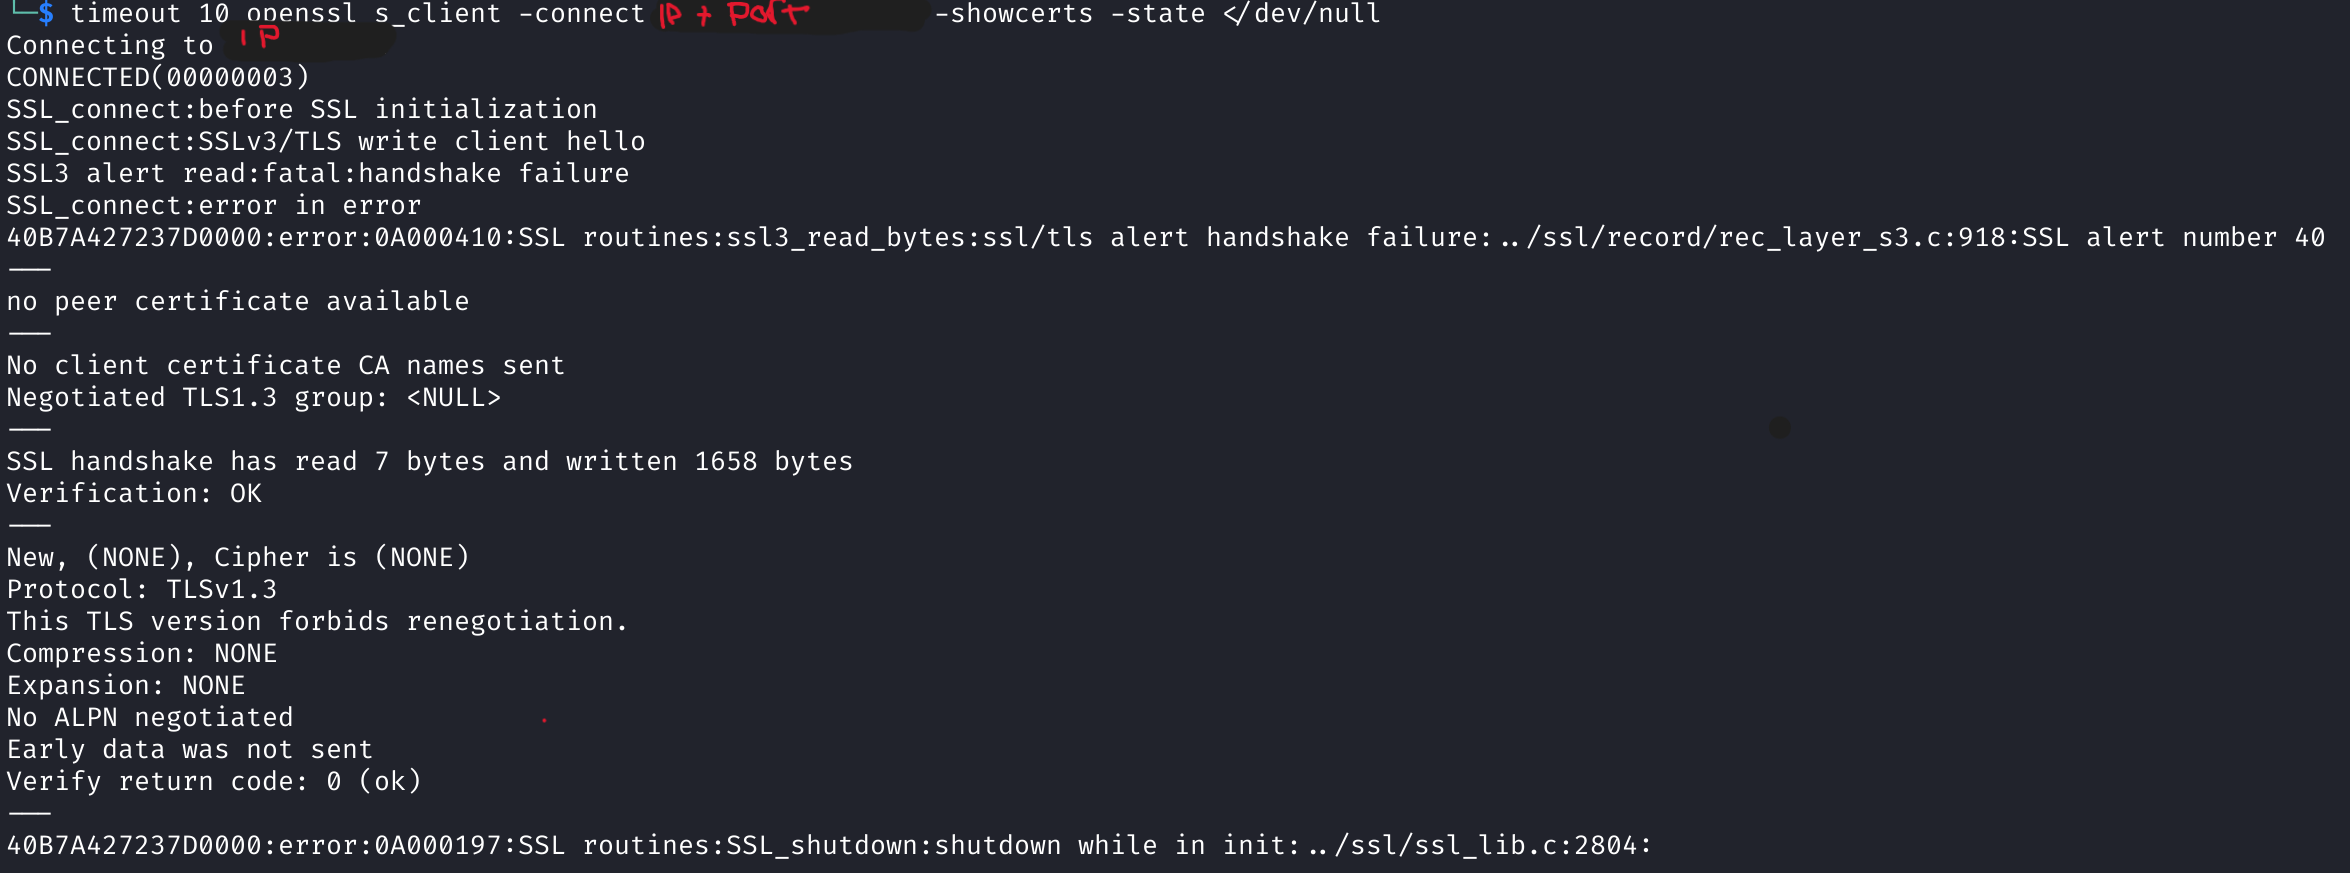 └─$ timeout 10 openssl s_client -connect IP + Port -showcerts -state </dev/null
Connecting to IP
CONNECTED(00000003)
SSL_connect:before SSL initialization
SSL_connect:SSLv3/TLS write client hello
SSL3 alert read:fatal:handshake failure
SSL_connect:error in error
40B7A427237D0000:error:0A000410:SSL routines:ssl3_read_bytes:ssl/tls alert handshake failure:../ssl/record/rec_layer_s3.c:918:SSL alert number 40
---
no peer certificate available
---
No client certificate CA names sent
Negotiated TLS1.3 group: <NULL>
---
SSL handshake has read 7 bytes and written 1658 bytes
Verification: OK
---
New, (NONE), Cipher is (NONE)
Protocol: TLSv1.3
This TLS version forbids renegotiation.
Compression: NONE
Expansion: NONE
No ALPN negotiated
Early data was not sent
Verify return code: 0 (ok)
---
40B7A427237D0000:error:0A000197:SSL routines:SSL_shutdown:shutdown while in init:../ssl/ssl_lib.c:2804: